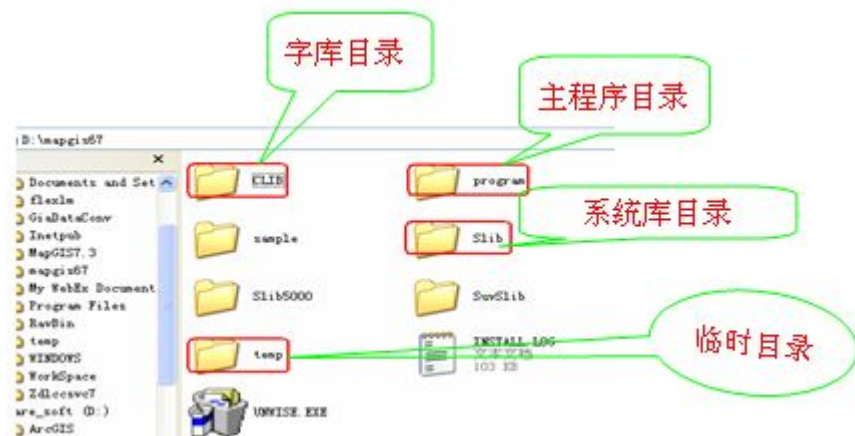 字库目录
主程序目录
D:\mapgis67
CLIB
program
系统库目录
sample
Slib
Slib5000
SuvSlib
temp
INSTALL.LOG
文本文档
103 KB
临时目录
UNWISE.EXE
Documents and Set
flexlm
GisDataConv
Inetpub
MapGIS7.3
mapgis67
My WebEx Document
Program Files
RavBin
temp
WINDOWS
WorkSpace
are_soft (D:)
ArcGIS